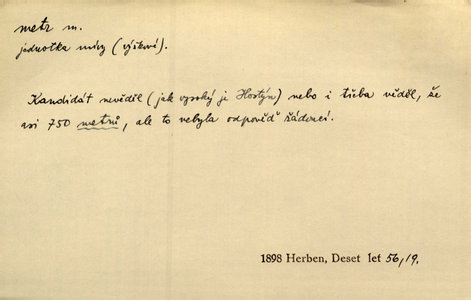 metr m.
jednotka míry (výškové).
Kandidát nevěděl (jak vysoký je Hostýn) nebo i třeba věděl, že
asi 750 metrů, ale to nebyla odpověď žádoucí.
1898 Herben, Deset let 56,19.